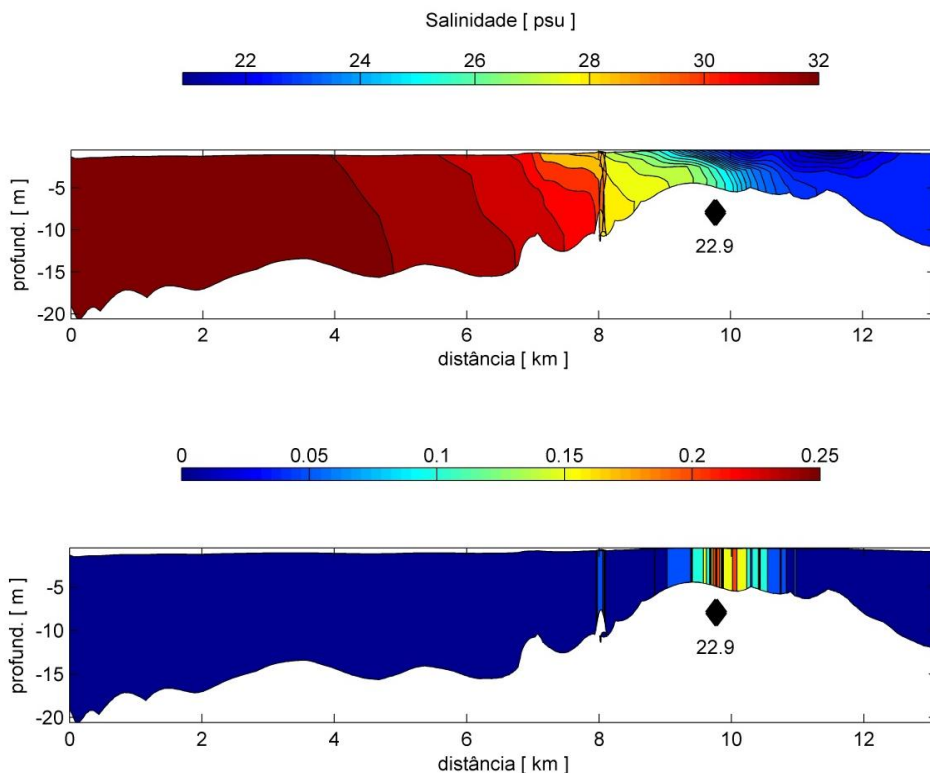 Salinidade [ psu ]
22 24 26 28 30 32
profund. [ m ]
-5
-10
-15
-20
22.9
0 2 4 6 8 10 12
distância [ km ]
0 0.05 0.1 0.15 0.2 0.25
profund. [ m ]
-5
-10
-15
-20
22.9
0 2 4 6 8 10 12
distância [ km ]